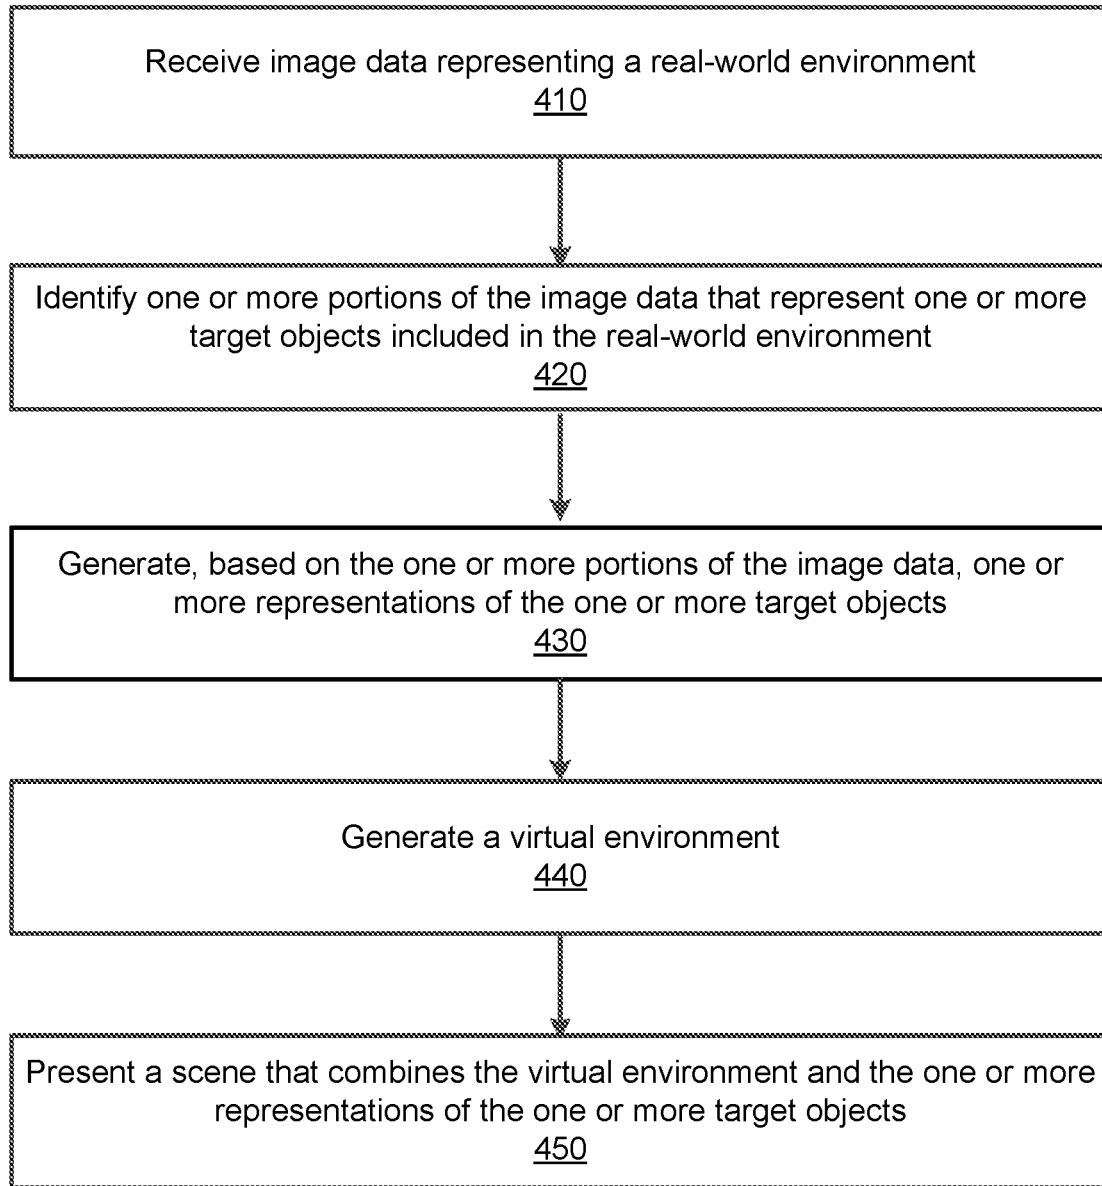 Receive image data representing a real-world environment
410
Identify one or more portions of the image data that represent one or more
target objects included in the real-world environment
420
Generate, based on the one or more portions of the image data, one or
more representations of the one or more target objects
430
Generate a virtual environment
440
Present a scene that combines the virtual environment and the one or more
representations of the one or more target objects
450